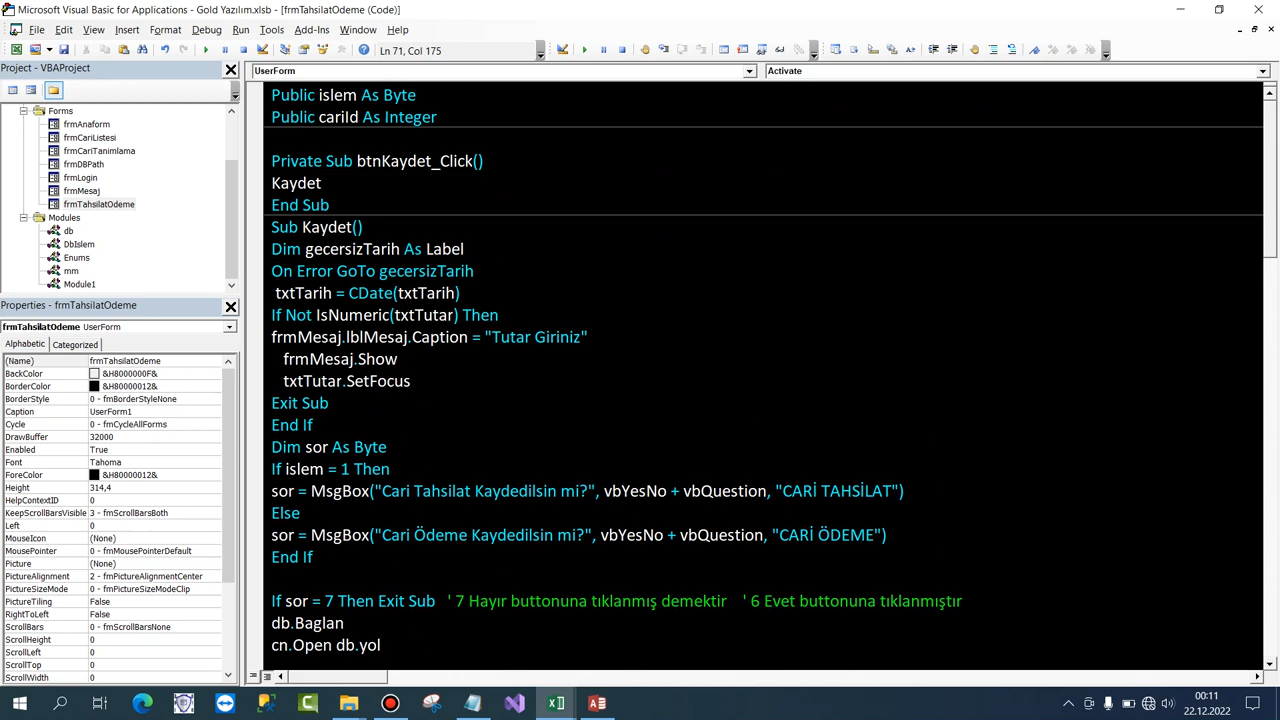 Microsoft Visual Basic for Applications - Gold Yazılım.xlsb - [frmTahsilatOdeme (Code)]
File Edit View Insert Format Debug Run Tools Add-Ins Window Help
Ln 71, Col 175
Project - VBAProject
UserForm
Activate
Forms
frmAnaform
frmCariListesi
frmCariTanimlama
frmDBPath
frmLogin
frmMesaj
frmTahsilatOdeme
Modules
db
DbIslem
Enums
mm
Module1
Properties - frmTahsilatOdeme
frmTahsilatOdeme UserForm
Alphabetic Categorized
(Name) frmTahsilatOdeme
BackColor &H8000000F&
BorderColor &H80000012&
BorderStyle 0 - fmBorderStyleNone
Caption UserForm1
Cycle 0 - fmCycleAllForms
DrawBuffer 32000
Enabled True
Font Tahoma
ForeColor &H80000012&
Height 314,4
HelpContextID 0
KeepScrollBarsVisible 3 - fmScrollBarsBoth
Left 0
MouseIcon (None)
MousePointer 0 - fmMousePointerDefault
Picture (None)
PictureAlignment 2 - fmPictureAlignmentCenter
PictureSizeMode 0 - fmPictureSizeModeClip
PictureTiling False
RightToLeft False
ScrollBars 0 - fmScrollBarsNone
ScrollHeight 0
ScrollLeft 0
ScrollTop 0
ScrollWidth 0
Public islem As Byte
Public cariId As Integer
Private Sub btnKaydet_Click()
Kaydet
End Sub
Sub Kaydet()
Dim gecersizTarih As Label
On Error GoTo gecersizTarih
txtTarih = CDate(txtTarih)
If Not IsNumeric(txtTutar) Then
frmMesaj.lblMesaj.Caption = "Tutar Giriniz"
frmMesaj.Show
txtTutar.SetFocus
Exit Sub
End If
Dim sor As Byte
If islem = 1 Then
sor = MsgBox("Cari Tahsilat Kaydedilsin mi?", vbYesNo + vbQuestion, "CARİ TAHSİLAT")
Else
sor = MsgBox("Cari Ödeme Kaydedilsin mi?", vbYesNo + vbQuestion, "CARİ ÖDEME")
End If
If sor = 7 Then Exit Sub ' 7 Hayır buttonuna tıklanmış demektir ' 6 Evet buttonuna tıklanmıştır
db.Baglan
cn.Open db.yol
00:11
22.12.2022